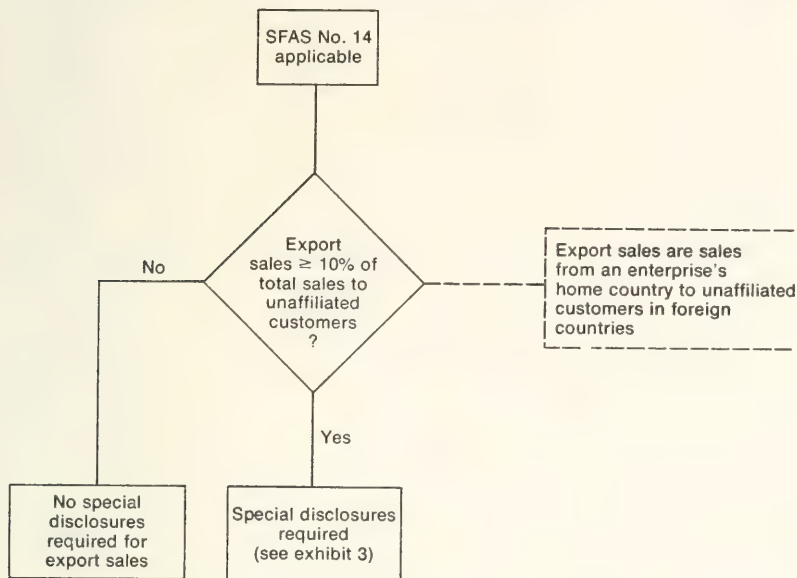 SFAS No. 14
applicable
Export
sales ≥ 10% of
total sales to
unaffiliated
customers
?
No
Export sales are sales
from an enterprise's
home country to unaffiliated
customers in foreign
countries
Yes
No special
disclosures
required for
export sales
Special disclosures
required
(see exhibit 3)